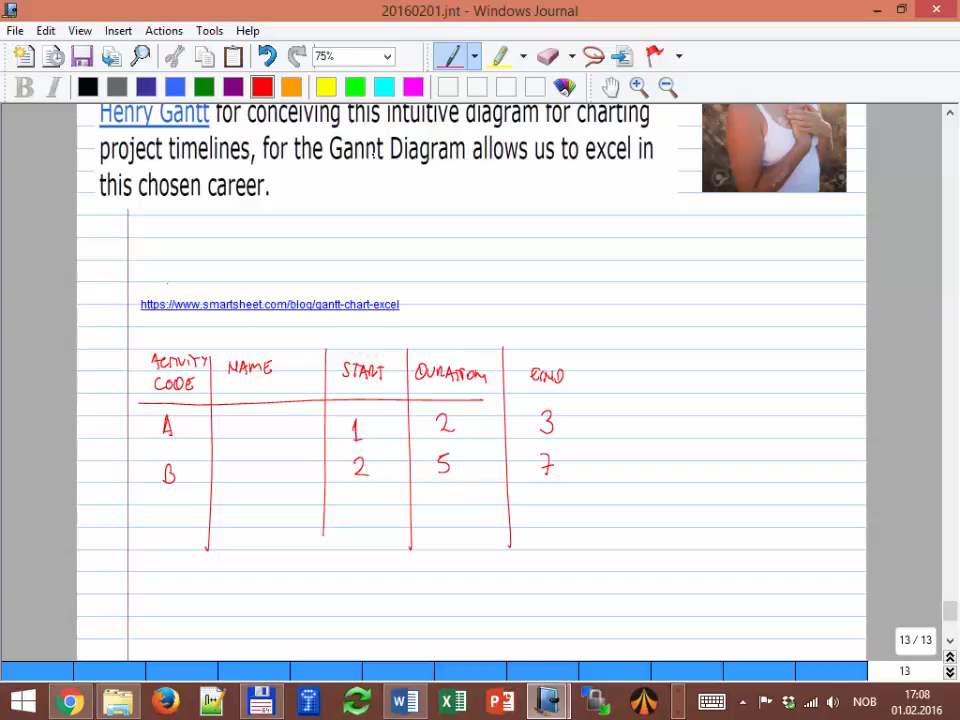 20160201.jnt - Windows Journal
File Edit View Insert Actions Tools Help
75%
B I
Henry Gantt for conceiving this intuitive diagram for charting
project timelines, for the Gannt Diagram allows us to excel in
this chosen career.
https://www.smartsheet.com/blog/gantt-chart-excel
ACTIVITY CODE NAME START DURATION END
A 1 2 3
B 2 5 7
13 / 13
13
NOB
17:08
01.02.2016